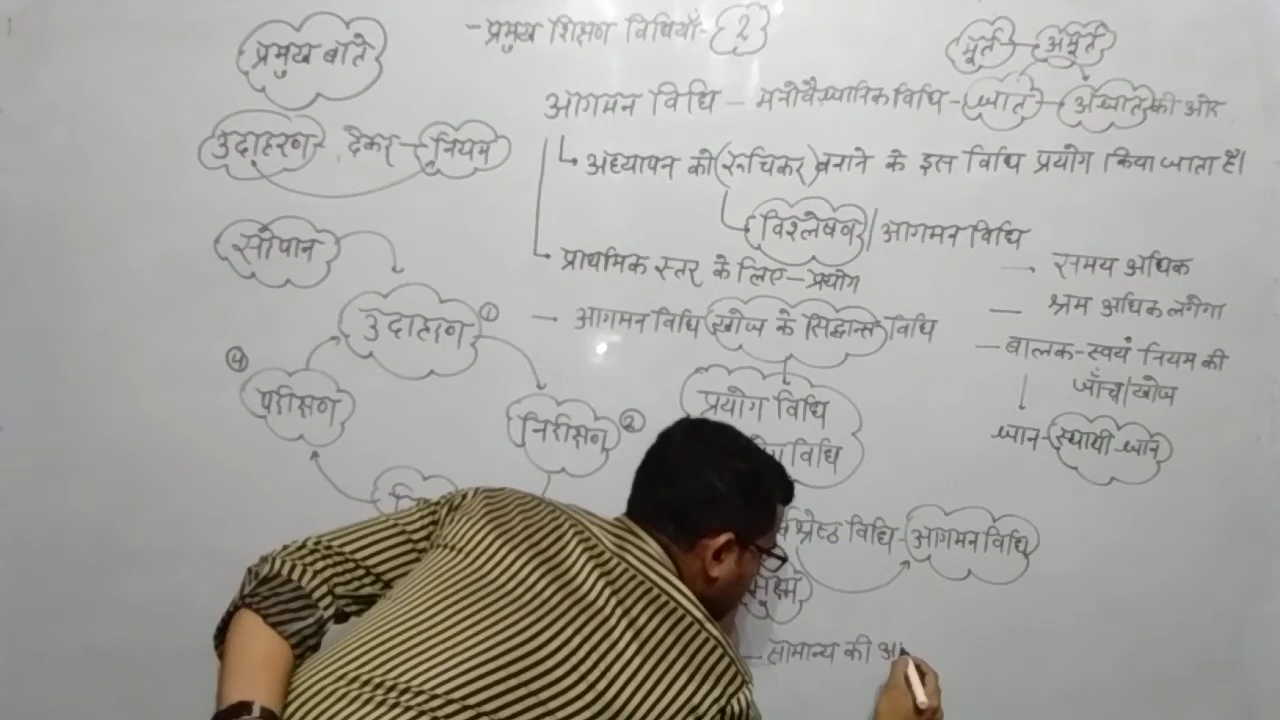 प्रमुख बाते
-प्रमुख शिक्षण विधियाँ- 2
मूर्त - अमूर्त
आगमन विधि - मनोवैज्ञानिक विधि - ज्ञात - अज्ञात की ओर
उदाहरण देकर - नियम
अध्यापन को रूचिकर बनाने के इस विधि प्रयोग किया जाता है।
विश्लेषण / आगमन विधि
सोपान
प्राथमिक स्तर के लिए - प्रयोग
- समय अधिक
- श्रम अधिक लगेगा
उदाहरण ①
- आगमन विधि खोज के सिद्धान्त विधि
- बालक - स्वयं नियम की
जाँच / खोज
④ परीक्षण
निरीक्षण ②
प्रयोग विधि
विधि
ज्ञान - स्थायी ज्ञान
श्रेष्ठ विधि - आगमन विधि
सूक्ष्म
- सामान्य की